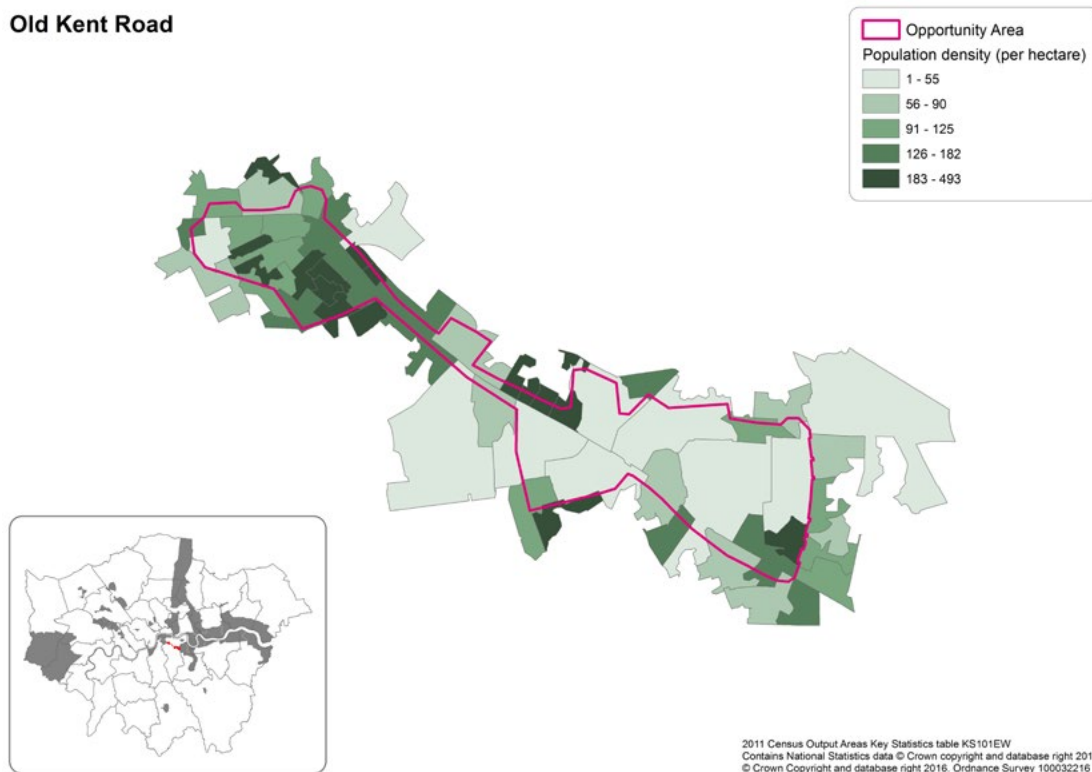 Old Kent Road
Opportunity Area
Population density (per hectare)
1 - 55
56 - 90
91 - 125
126 - 182
183 - 493
2011 Census Output Areas Key Statistics table KS101EW
Contains National Statistics data © Crown copyright and database right 201
© Crown Copyright and database right 2016. Ordnance Survey 100032216